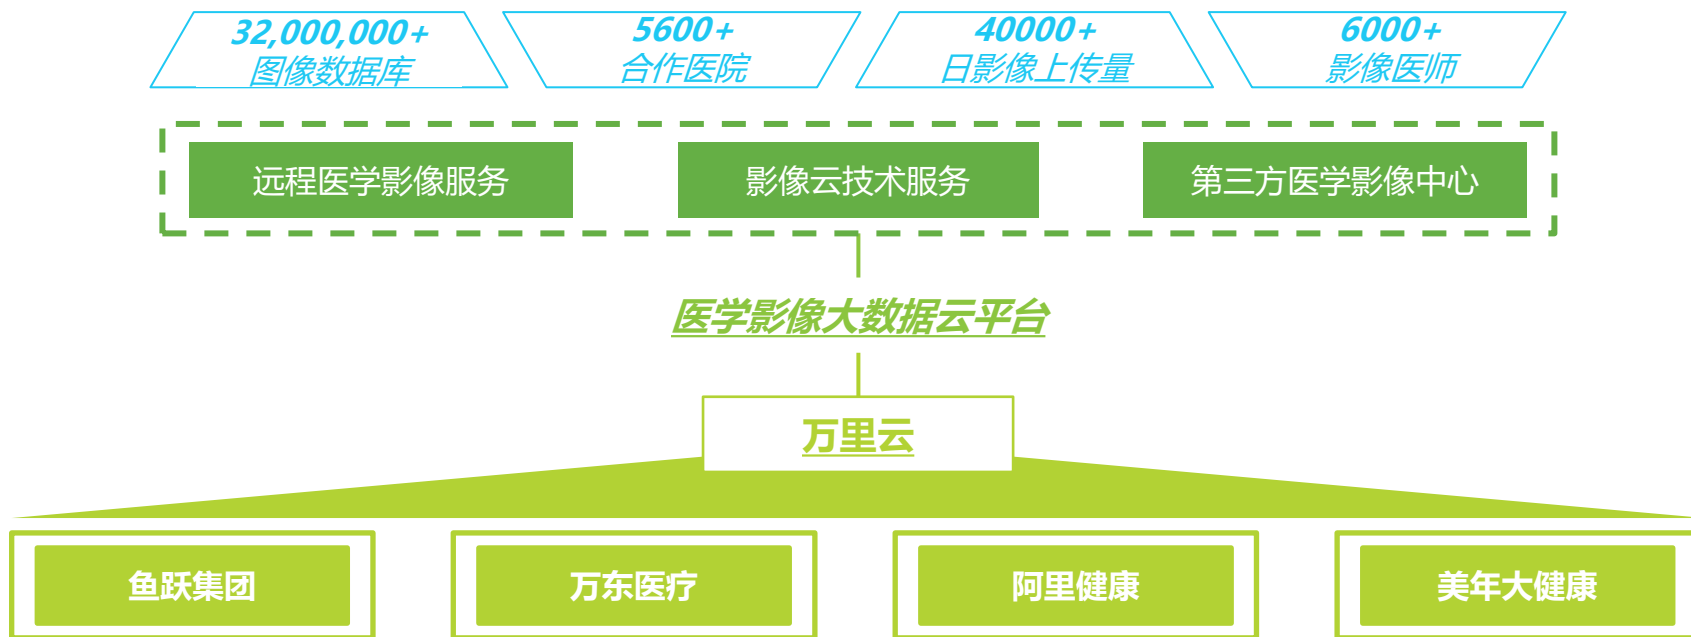 32,000,000+
图像数据库
5600+
合作医院
40000+
日影像上传量
6000+
影像医师
远程医学影像服务
影像云技术服务
第三方医学影像中心
医学影像大数据云平台
万里云
鱼跃集团
万东医疗
阿里健康
美年大健康